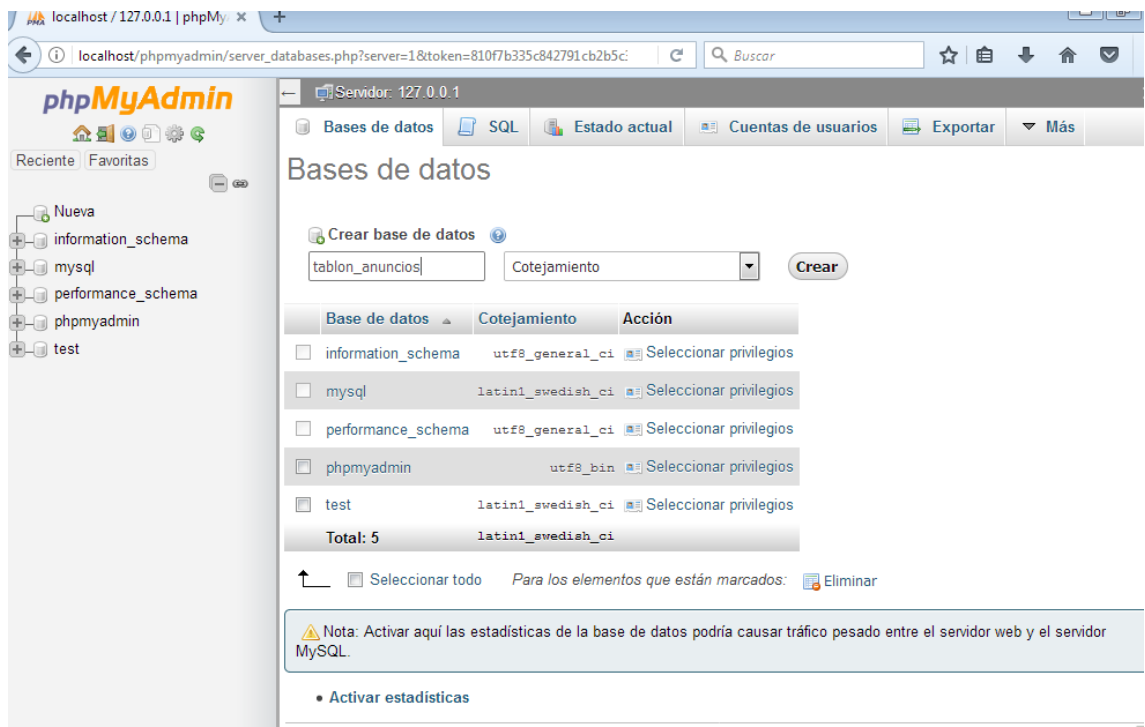 localhost / 127.0.0.1 | phpMy
localhost/phpmyadmin/server_databases.php?server=1&token=810f7b335c842791cb2b5c:
Buscar
phpMyAdmin
Reciente Favoritas
Nueva
information_schema
mysql
performance_schema
phpmyadmin
test
Servidor: 127.0.0.1
Bases de datos SQL Estado actual Cuentas de usuarios Exportar Más
Bases de datos
Crear base de datos
tablon_anuncios Cotejamiento Crear
Base de datos Cotejamiento Acción
information_schema utf8_general_ci Seleccionar privilegios
mysql latin1_swedish_ci Seleccionar privilegios
performance_schema utf8_general_ci Seleccionar privilegios
phpmyadmin utf8_bin Seleccionar privilegios
test latin1_swedish_ci Seleccionar privilegios
Total: 5 latin1_swedish_ci
Seleccionar todo Para los elementos que están marcados: Eliminar
Nota: Activar aquí las estadísticas de la base de datos podría causar tráfico pesado entre el servidor web y el servidor
MySQL.
Activar estadísticas